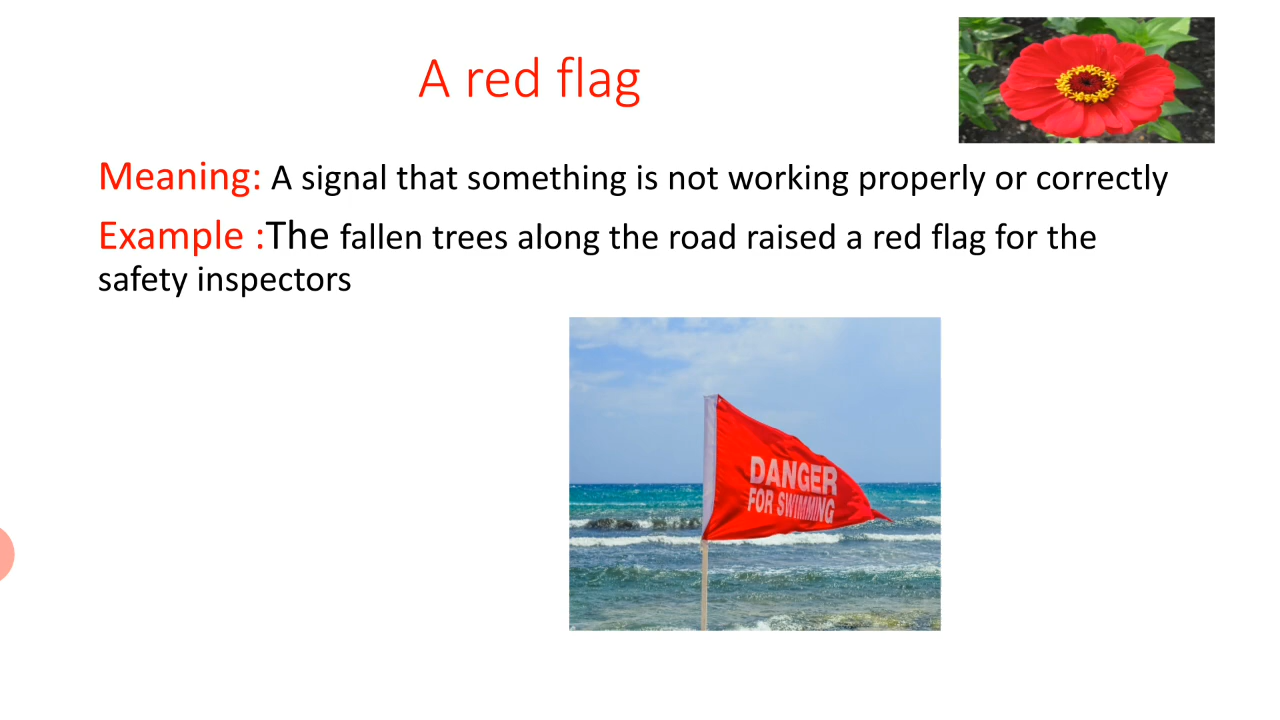 A red flag
Meaning: A signal that something is not working properly or correctly
Example :The fallen trees along the road raised a red flag for the
safety inspectors
DANGER
FOR SWIMMING